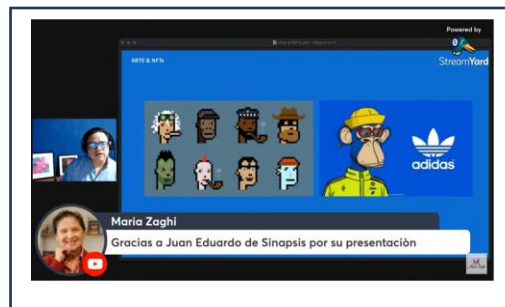 Powered by
StreamYard
ARTE & NFTs
adidas
Maria Zaghi
Gracias a Juan Eduardo de Sinapsis por su presentaciòn